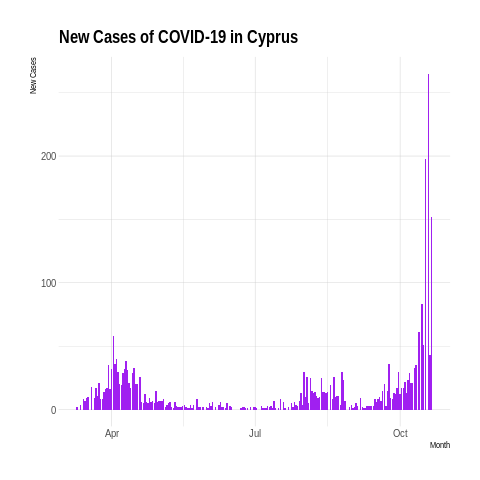 New Cases of COVID-19 in Cyprus
New Cases
200
100
0
Apr
Jul
Oct
Month